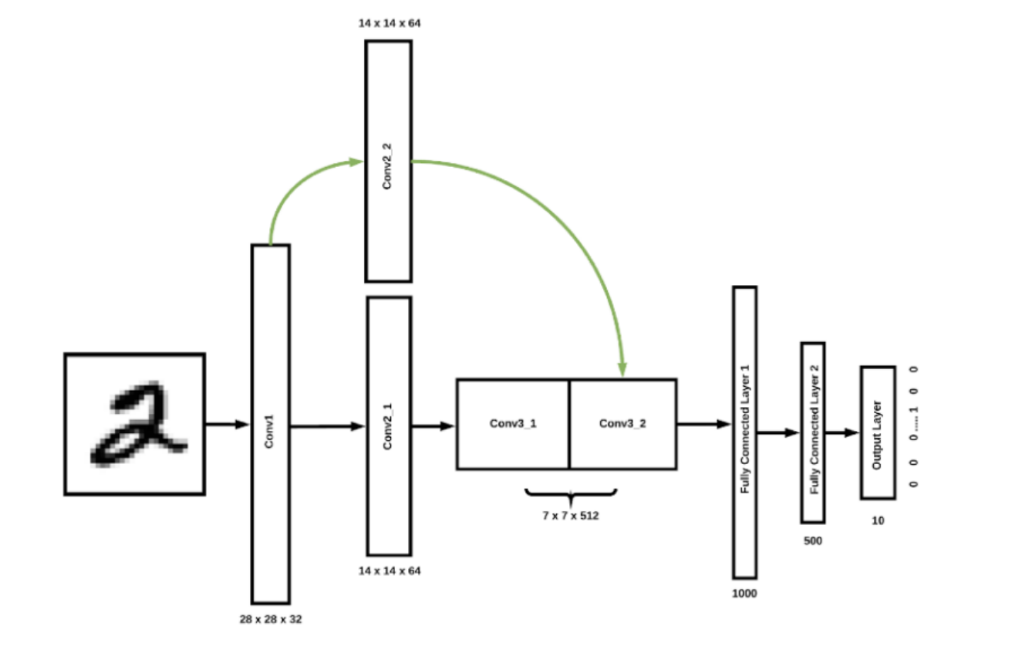 14 x 14 x 64
Conv2_2
Conv1
28 x 28 x 32
Conv2_1
14 x 14 x 64
Conv3_1
Conv3_2
7 x 7 x 512
Fully Connected Layer 1
1000
Fully Connected Layer 2
500
Output Layer
10
0 0 0.....1 0 0